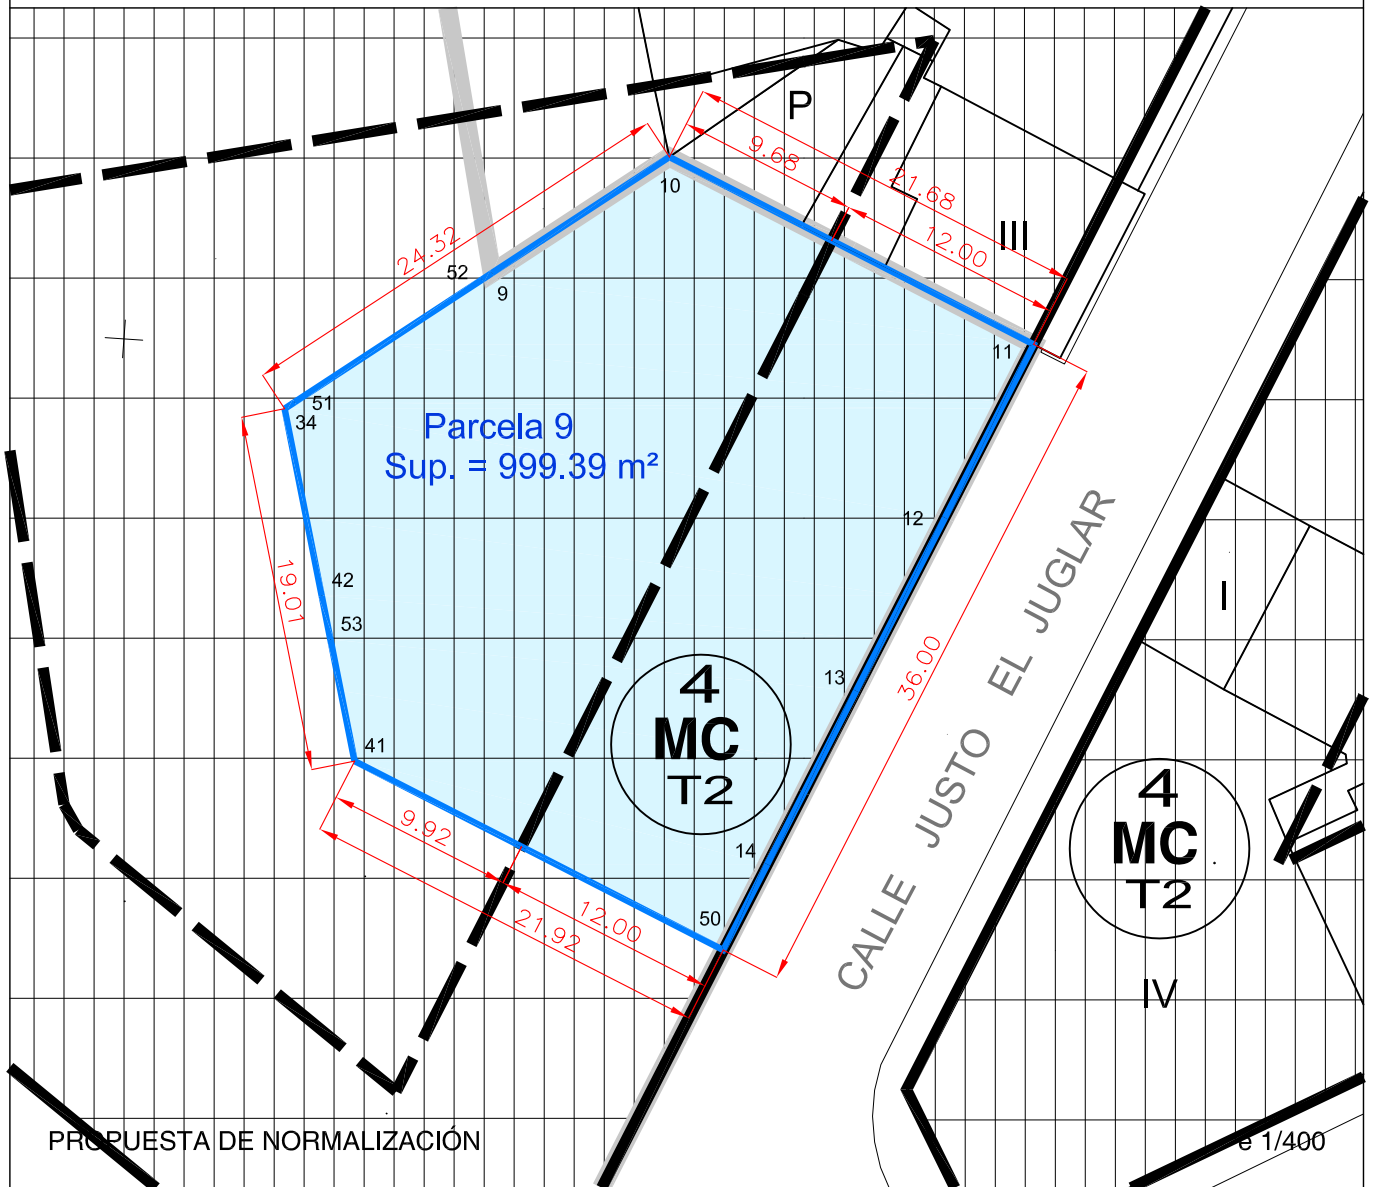 P
9.68
21.68
12.00
III
10
24.32
52
9
11
51
34
Parcela 9
Sup. = 999.39 m²
12
42
19.01
53
13
36.00
4
MC
T2
41
9.92
14
12.00
50
21.92
CALLE JUSTO EL JUGLAR
I
4
MC
T2
IV
PROPUESTA DE NORMALIZACIÓN
e 1/400